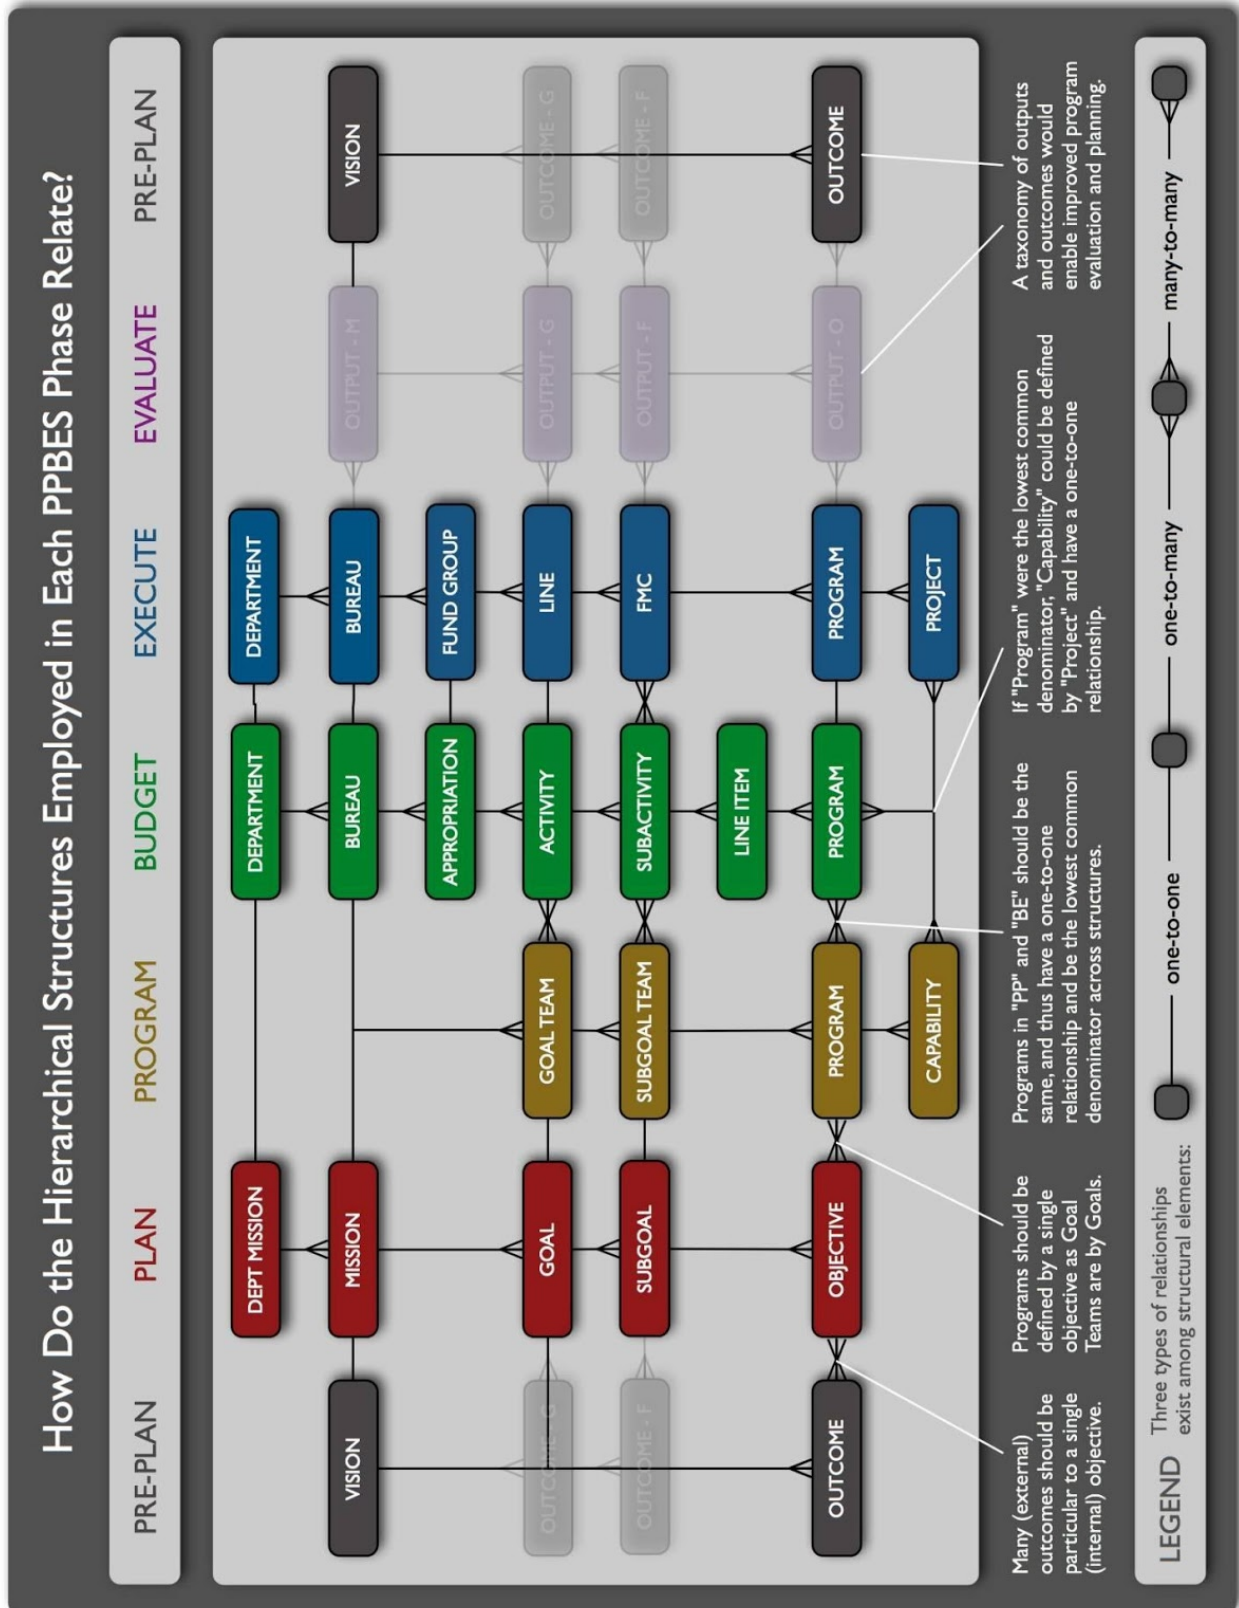 How Do the Hierarchical Structures Employed in Each PPBES Phase Relate?
PRE-PLAN
PLAN
PROGRAM
BUDGET
EXECUTE
EVALUATE
PRE-PLAN
DEPT MISSION
DEPARTMENT
DEPARTMENT
VISION
MISSION
BUREAU
BUREAU
OUTPUT - M
VISION
APPROPRIATION
FUND GROUP
OUTCOME - G
GOAL
GOAL TEAM
ACTIVITY
LINE
OUTPUT - G
OUTCOME - G
OUTCOME - F
SUBGOAL
SUBGOAL TEAM
SUBACTIVITY
FMC
OUTPUT - F
OUTCOME - F
LINE ITEM
OUTCOME
OBJECTIVE
PROGRAM
PROGRAM
PROGRAM
OUTPUT - O
OUTCOME
CAPABILITY
PROJECT
Many (external)
outcomes should be
particular to a single
(internal) objective.
Programs should be
defined by a single
objective as Goal
Teams are by Goals.
Programs in "PP" and "BE" should be the
same, and thus have a one-to-one
relationship and be the lowest common
denominator across structures.
If "Program" were the lowest common
denominator, "Capability" could be defined
by "Project" and have a one-to-one
relationship.
A taxonomy of outputs
and outcomes would
enable improved program
evaluation and planning.
LEGEND
Three types of relationships
exist among structural elements:
one-to-one
one-to-many
many-to-many